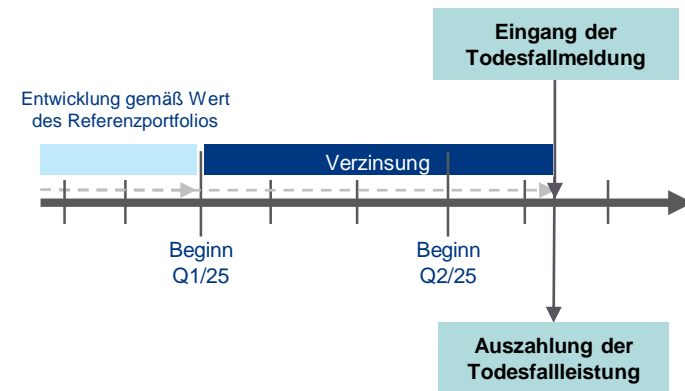 Eingang der
Todesfallmeldung
Entwicklung gemäß Wert
des Referenzportfolios
Verzinsung
Beginn
Q1/25
Beginn
Q2/25
Auszahlung der
Todesfallleistung